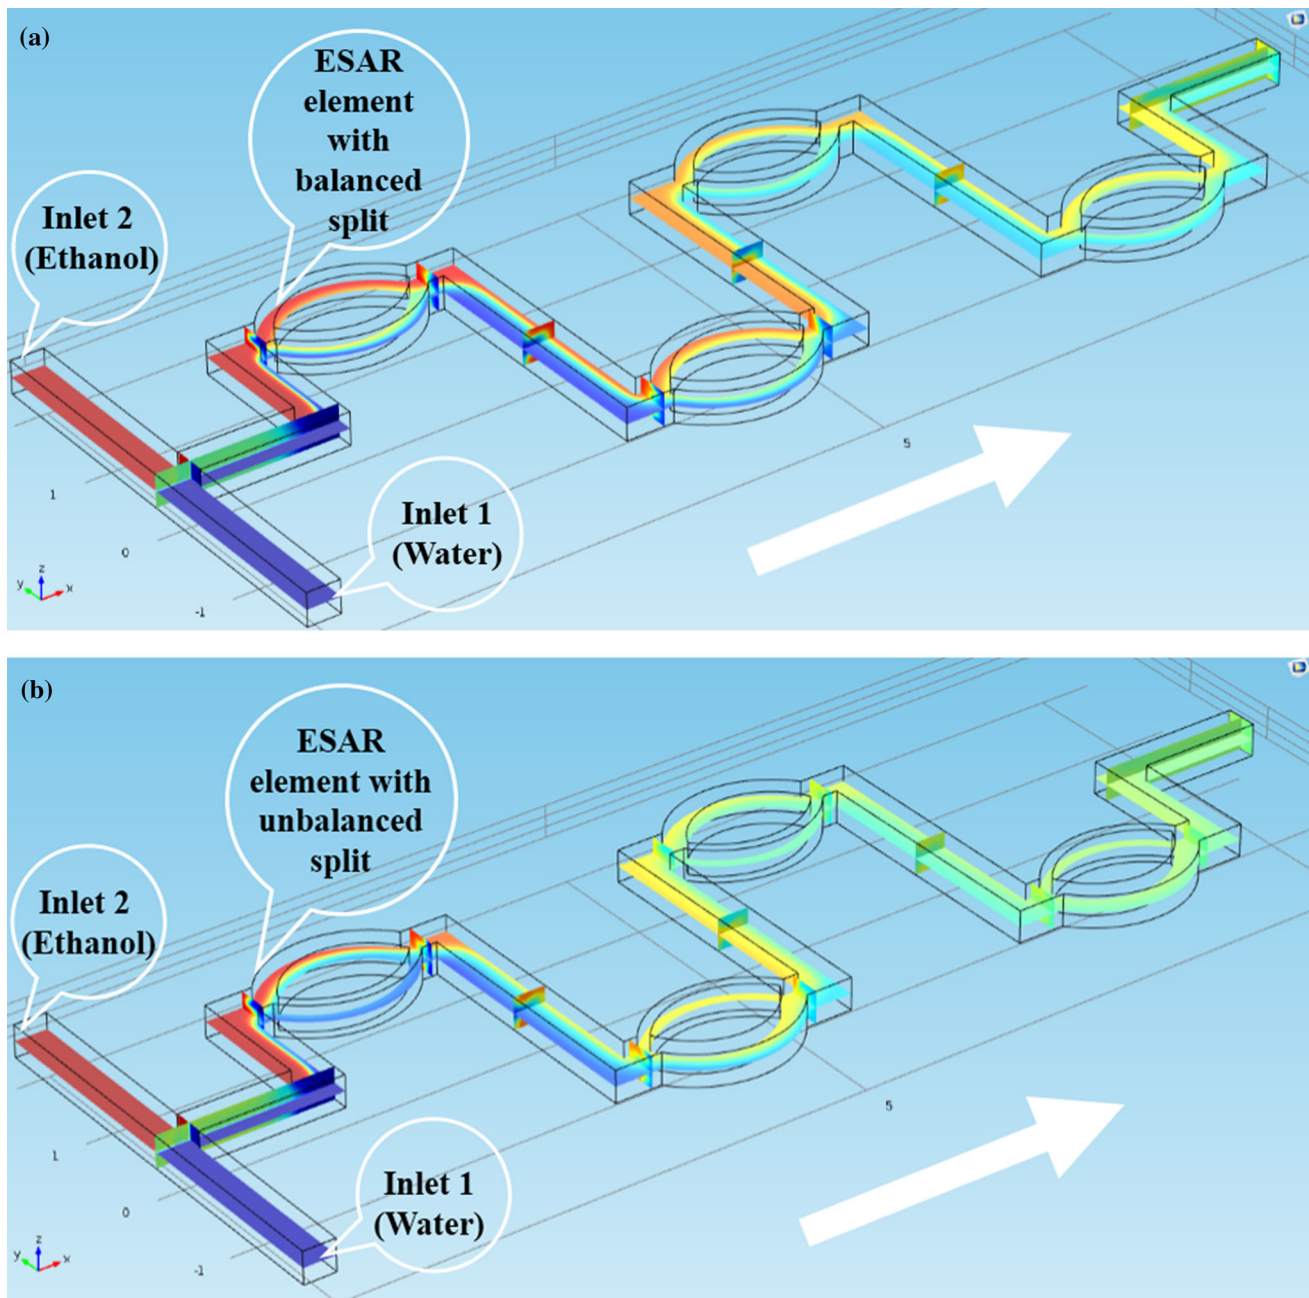 (a)
ESAR
element
with
balanced
split
Inlet 2
(Ethanol)
5
Inlet 1
(Water)
1
0
-1
z
y
x
(b)
ESAR
element with
unbalanced
split
Inlet 2
(Ethanol)
5
1
Inlet 1
(Water)
0
-1
z
y
x